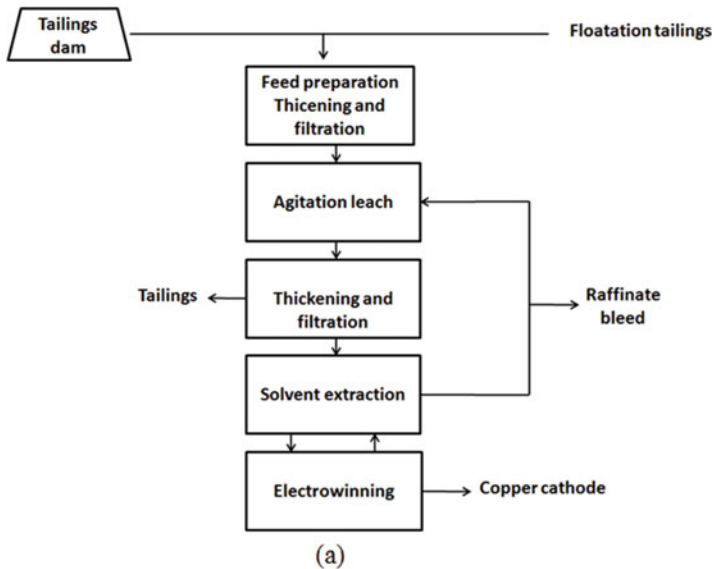 Tailings
dam
Floatation tailings
Feed preparation
Thicening and
filtration
Agitation leach
Tailings
Thickening and
filtration
Raffinate
bleed
Solvent extraction
Electrowinning
Copper cathode
(a)